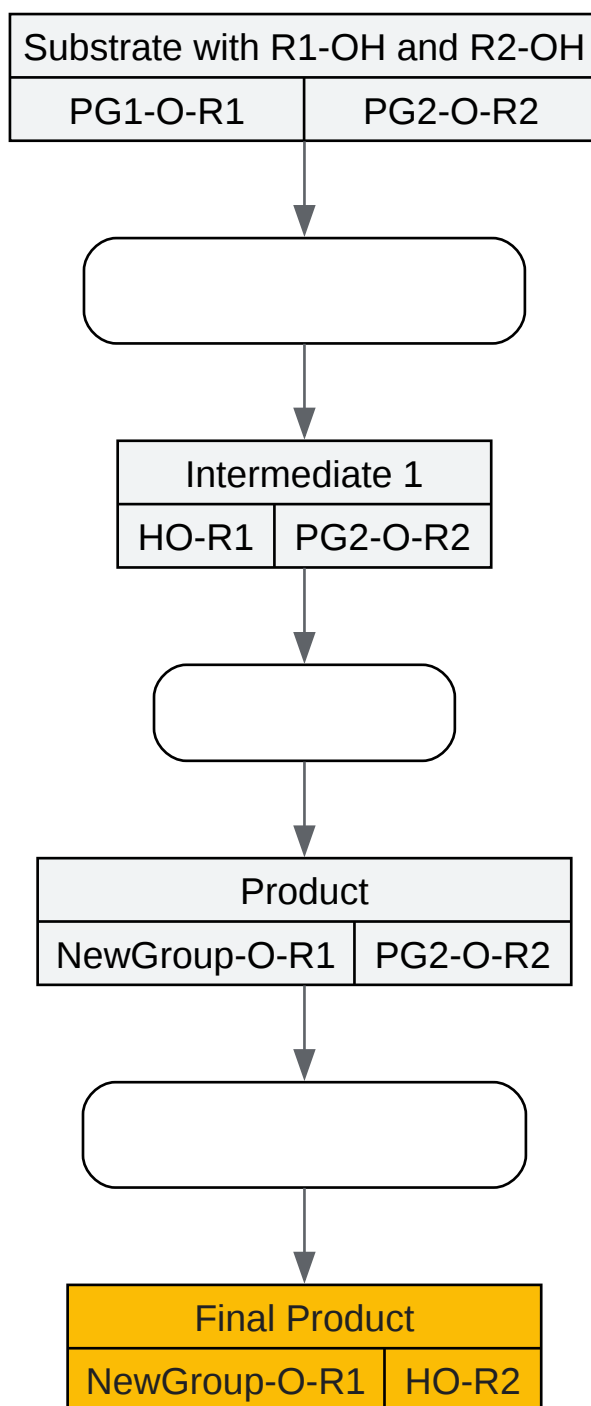 Substrate with R1-OH and R2-OH
PG1-O-R1 PG2-O-R2
Intermediate 1
HO-R1 PG2-O-R2
Product
NewGroup-O-R1 PG2-O-R2
Final Product
NewGroup-O-R1 HO-R2